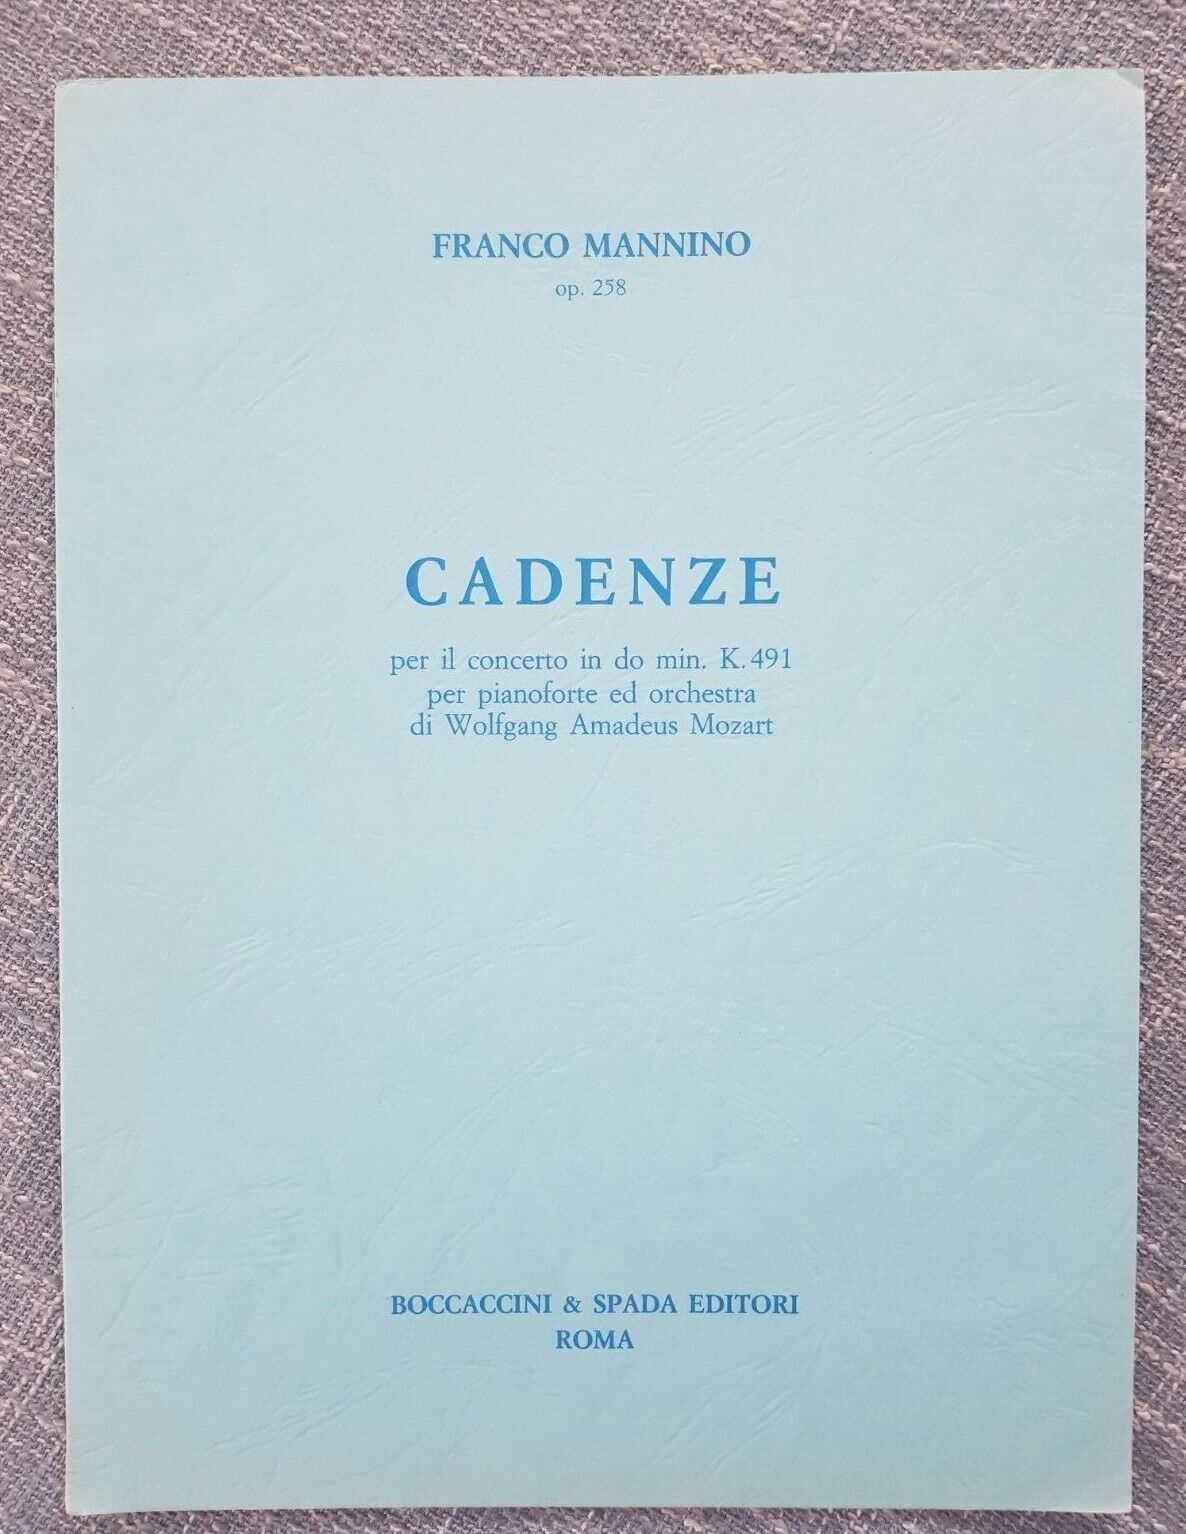 FRANCO MANNINO
op. 258
CADENZE
per il concerto in do min. K. 491
per pianoforte ed orchestra
di Wolfgang Amadeus Mozart
BOCCACCINI & SPADA EDITORI
ROMA